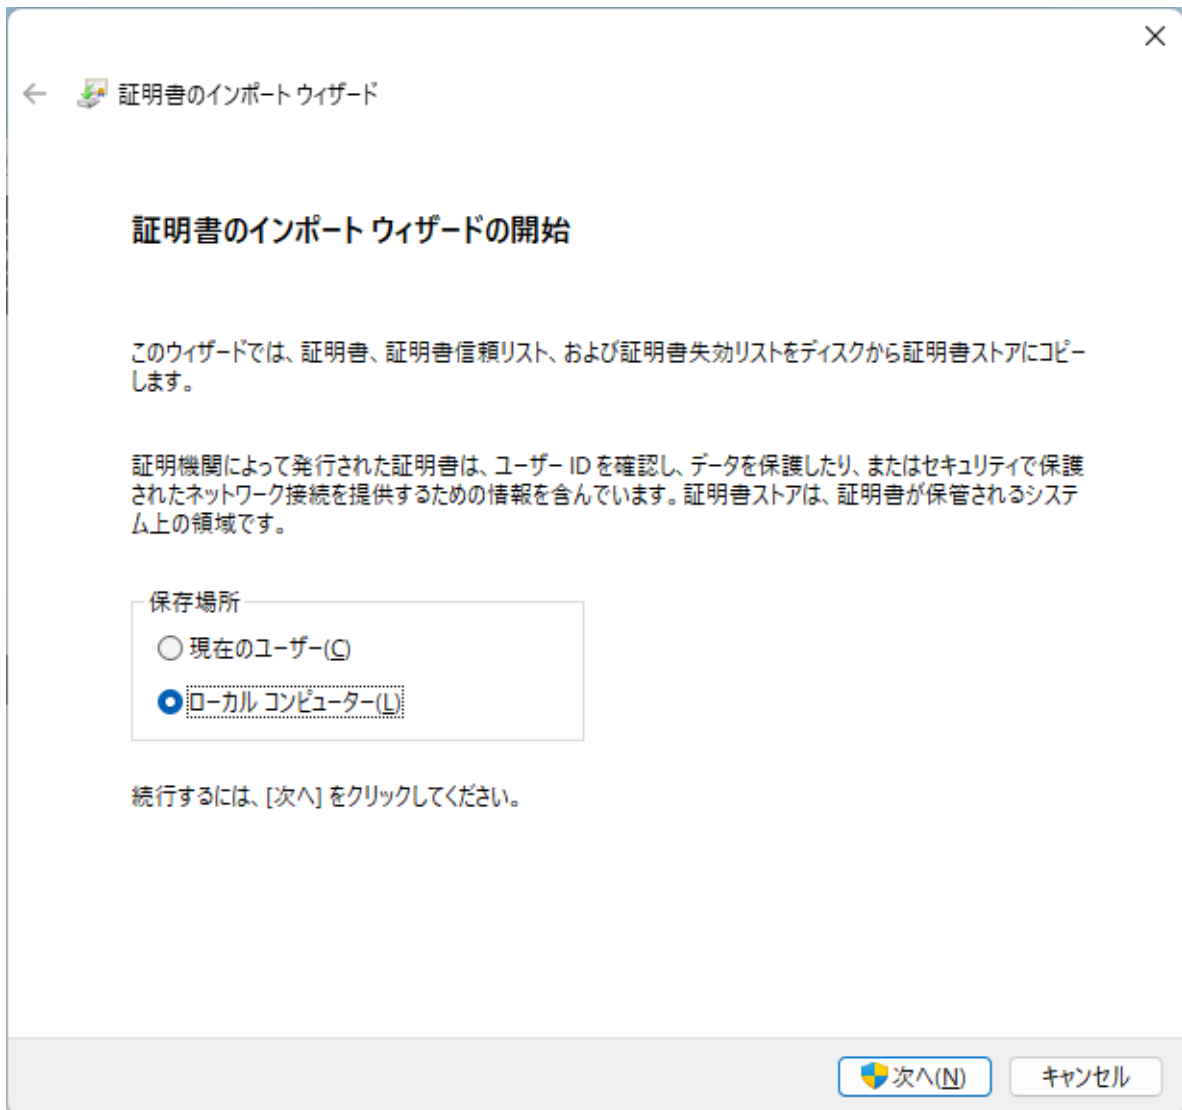 証明書のインポート ウィザード
証明書のインポート ウィザードの開始
このウィザードでは、証明書、証明書信頼リスト、および証明書失効リストをディスクから証明書ストアにコピー
します。
証明機関によって発行された証明書は、ユーザー ID を確認し、データを保護したり、またはセキュリティで保護
されたネットワーク接続を提供するための情報を含んでいます。証明書ストアは、証明書が保管されるシステ
ム上の領域です。
保存場所
現在のユーザー(C)
ローカル コンピューター(L)
続行するには、[次へ] をクリックしてください。
次へ(N)
キャンセル